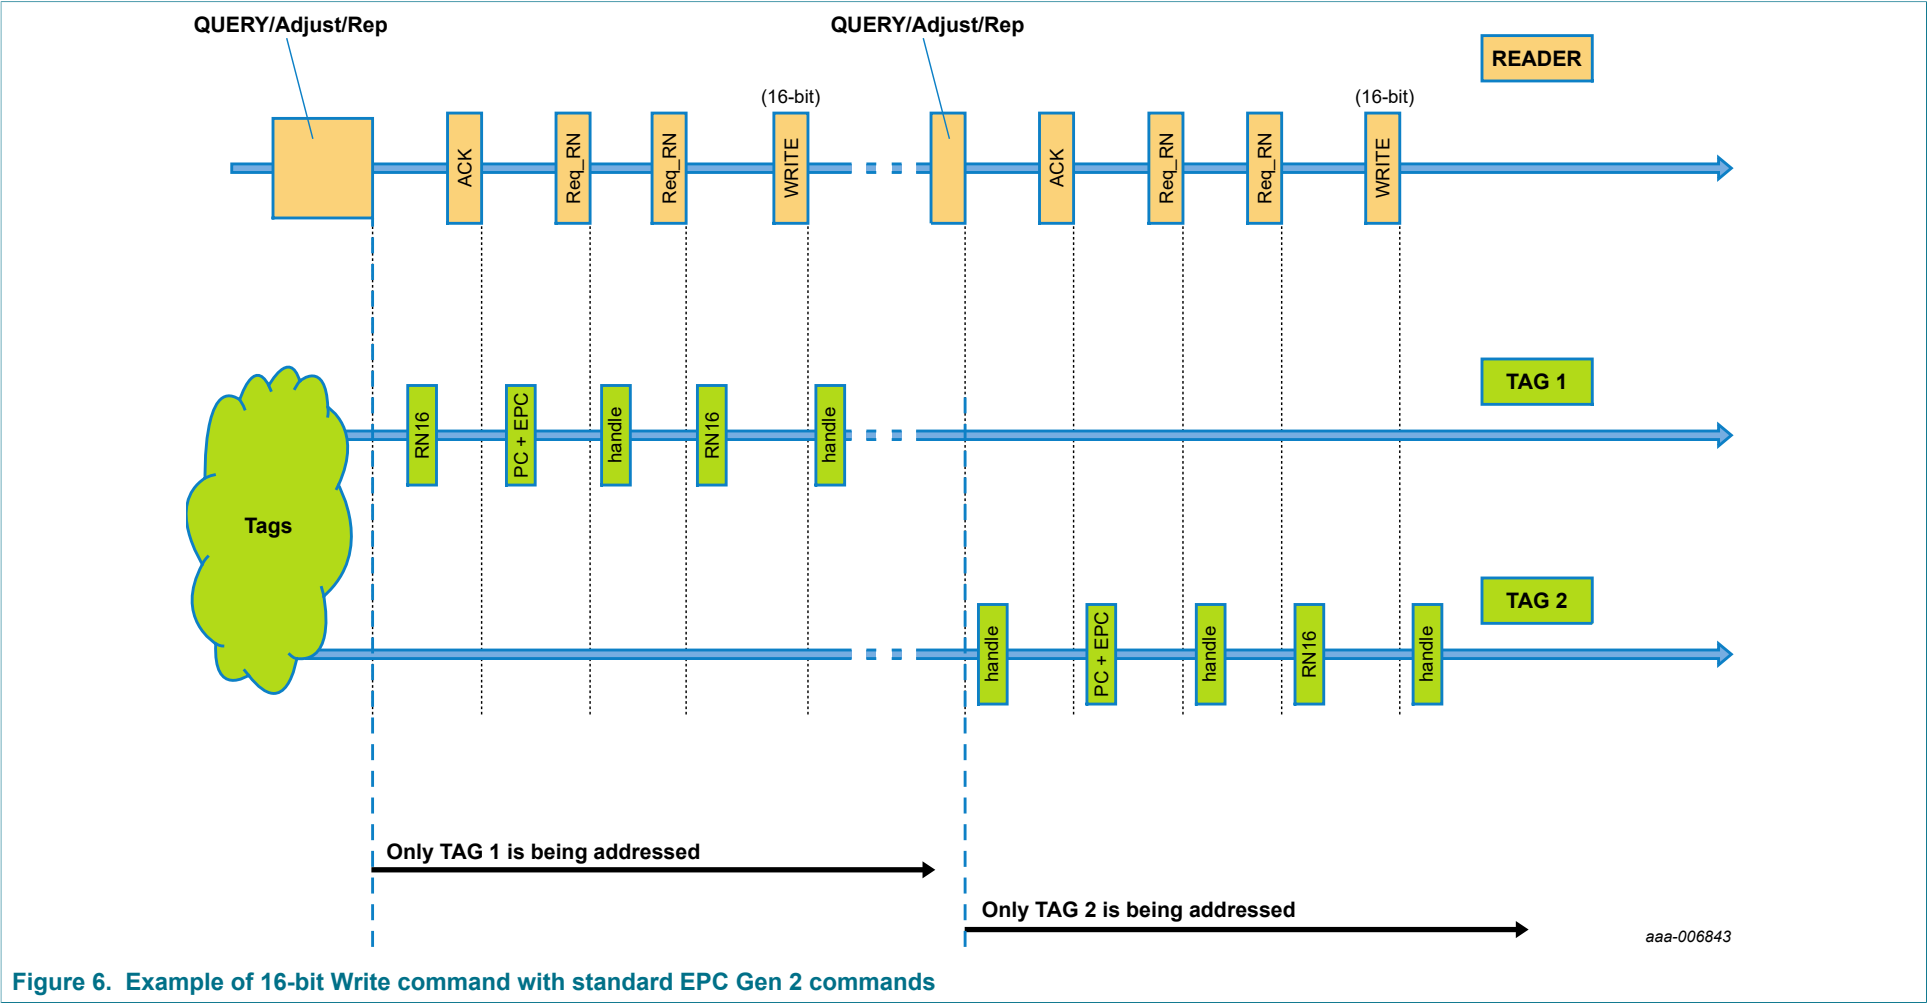 QUERY/Adjust/Rep
QUERY/Adjust/Rep
READER
(16-bit)
(16-bit)
ACK
Req_RN
Req_RN
WRITE
ACK
Req_RN
Req_RN
WRITE
TAG 1
RN16
PC + EPC
handle
RN16
handle
Tags
TAG 2
handle
PC + EPC
handle
RN16
handle
Only TAG 1 is being addressed
Only TAG 2 is being addressed
aaa-006843
Figure 6. Example of 16-bit Write command with standard EPC Gen 2 commands